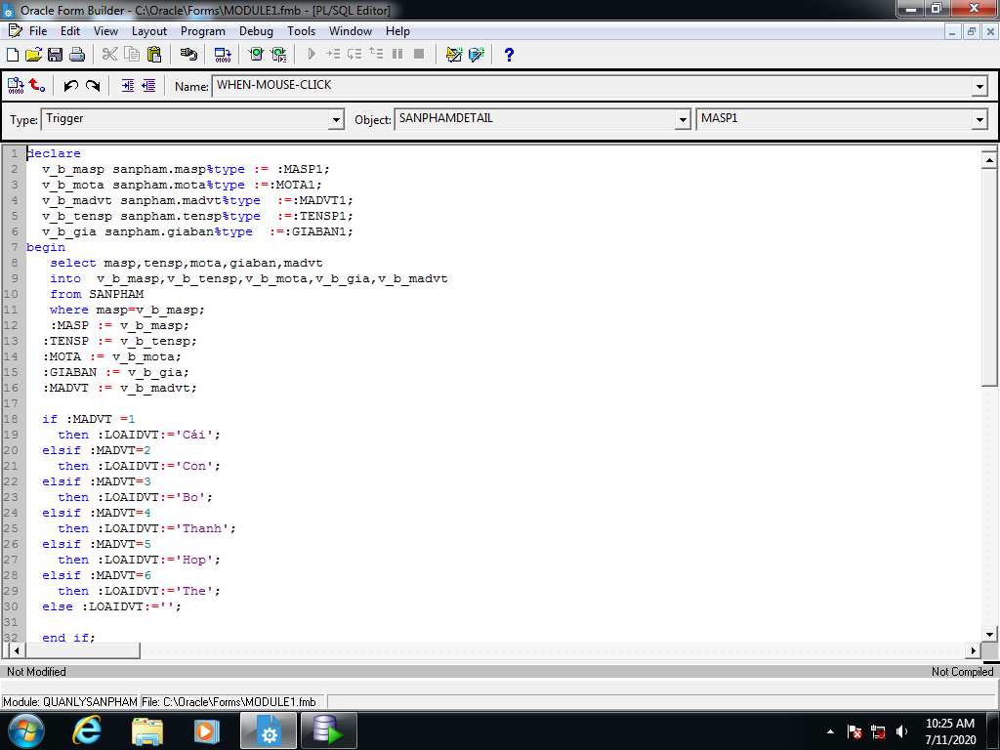 Oracle Form Builder - C:\Oracle\Forms\MODULE1.fmb - [PL/SQL Editor]
File Edit View Layout Program Debug Tools Window Help
Name: WHEN-MOUSE-CLICK
Type: Trigger Object: SANPHAMDETAIL MASP1
1 declare
2 v_b_masp sanpham.masp%type := :MASP1;
3 v_b_mota sanpham.mota%type :=:MOTA1;
4 v_b_madvt sanpham.madvt%type :=:MADVT1;
5 v_b_tensp sanpham.tensp%type :=:TENSP1;
6 v_b_gia sanpham.giaban%type :=:GIABAN1;
7 begin
8 select masp,tensp,mota,giaban,madvt
9 into v_b_masp,v_b_tensp,v_b_mota,v_b_gia,v_b_madvt
10 from SANPHAM
11 where masp=v_b_masp;
12 :MASP := v_b_masp;
13 :TENSP := v_b_tensp;
14 :MOTA := v_b_mota;
15 :GIABAN := v_b_gia;
16 :MADVT := v_b_madvt;
17
18 if :MADVT =1
19 then :LOAIDVT:='Cái';
20 elsif :MADVT=2
21 then :LOAIDVT:='Con';
22 elsif :MADVT=3
23 then :LOAIDVT:='Bo';
24 elsif :MADVT=4
25 then :LOAIDVT:='Thanh';
26 elsif :MADVT=5
27 then :LOAIDVT:='Hop';
28 elsif :MADVT=6
29 then :LOAIDVT:='The';
30 else :LOAIDVT:='';
31
32 end if;
Not Modified Not Compiled
Module: QUANLYSANPHAM File: C:\Oracle\Forms\MODULE1.fmb
10:25 AM
7/11/2020